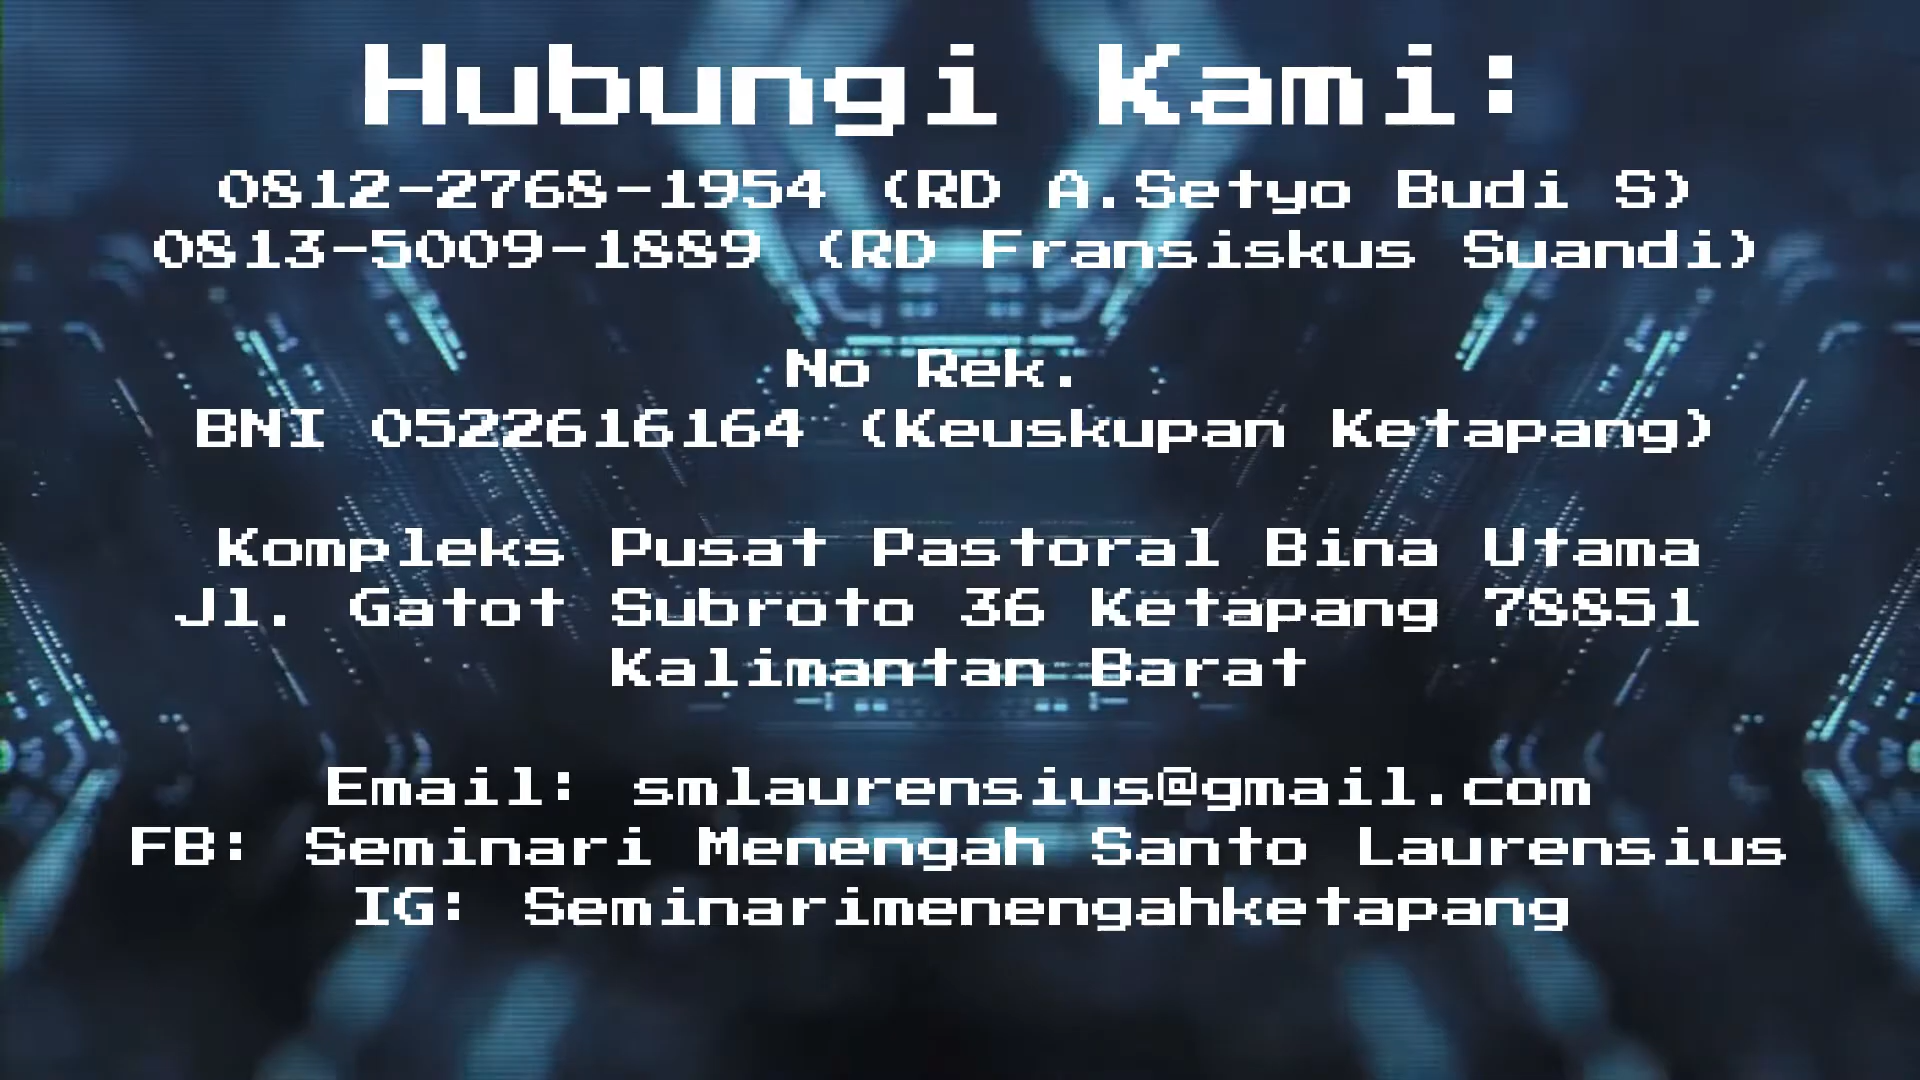 Hubungi Kami:
0812-2768-1954 (RD A.Setyo Budi S)
0813-5009-1889 (RD Fransiskus Suandi)
No Rek.
BNI 0522616164 (Keuskupan Ketapang)
Kompleks Pusat Pastoral Bina Utama
Jl. Gatot Subroto 36 Ketapang 78851
Kalimantan Barat
Email: smlaurensius@gmail.com
FB: Seminari Menengah Santo Laurensius
IG: Seminarimenengahketapang